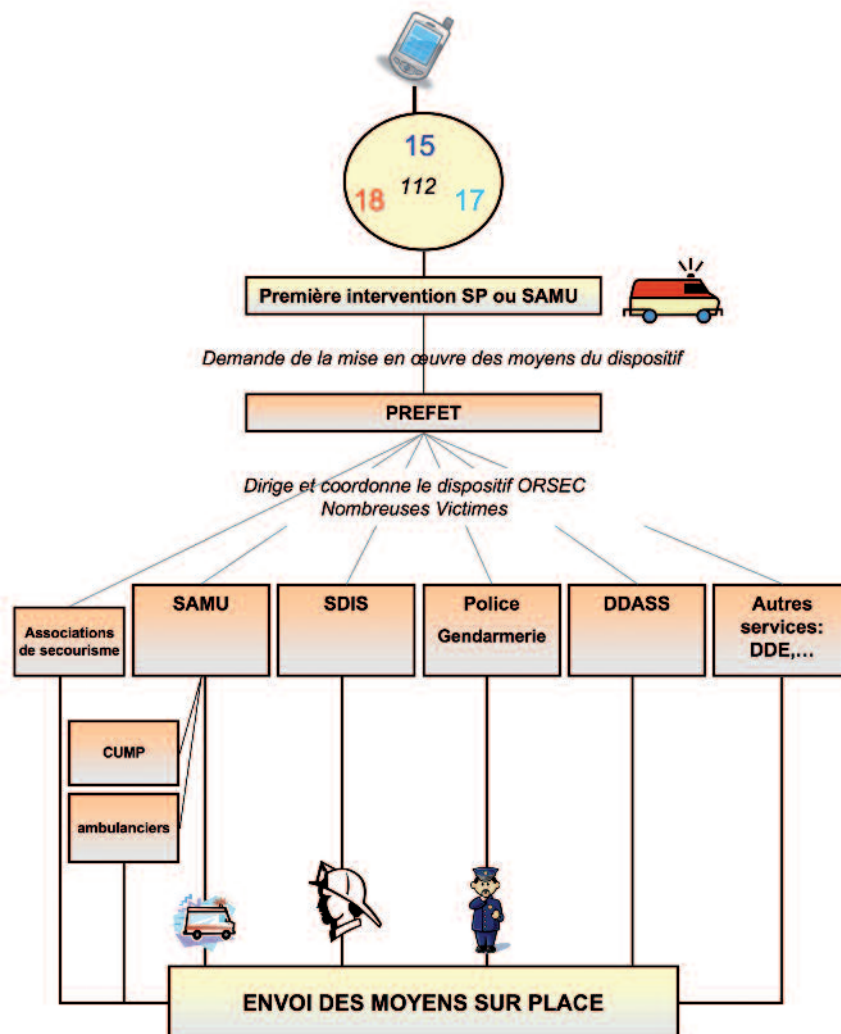 15
112
18
17
Première intervention SP ou SAMU
Demande de la mise en œuvre des moyens du dispositif
PREFET
Dirige et coordonne le dispositif ORSEC
Nombreuses Victimes
Associations
de secourisme
SAMU
SDIS
Police
Gendarmerie
DDASS
Autres
services:
DDE,...
CUMP
ambulanciers
ENVOI DES MOYENS SUR PLACE